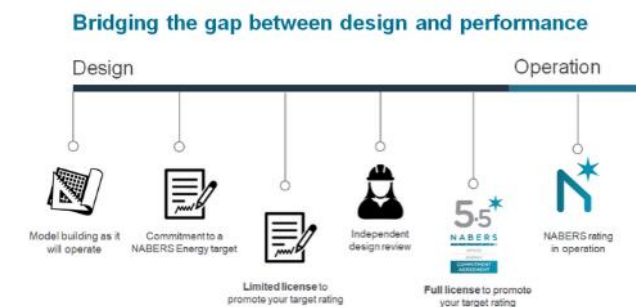 Bridging the gap between design and performance
Design
Operation
Model building as it
will operate
Commitment to a
NABERS Energy target
Limited license to
promote your target rating
Independent
design review
5.5
NABERS
COMMITMENT
AGREEMENT
Full license to promote
your target rating
NABERS rating
in operation